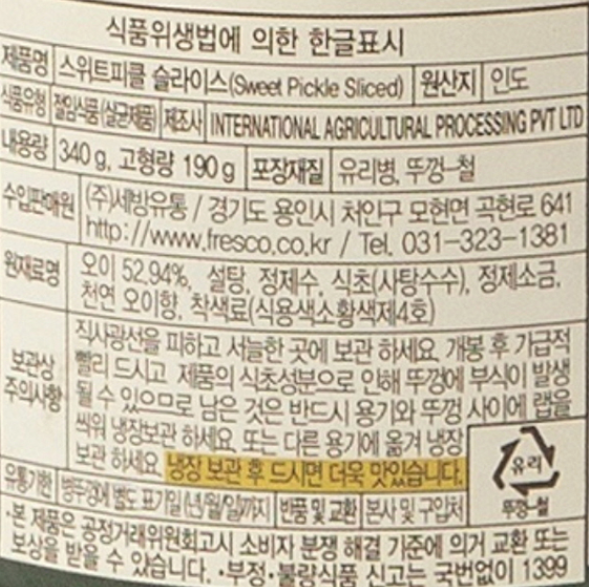 식품위생법에 의한 한글표시
제품명 스위트피클 슬라이스(Sweet Pickle Sliced) 원산지 인도
식품유형 절임식품(살균제품) 제조사 INTERNATIONAL AGRICULTURAL PROCESSING PVT LTD
내용량 340g, 고형량 190g 포장재질 유리병, 뚜껑-철
수입판매원 (주)세방유통 / 경기도 용인시 처인구 모현면 곡현로 641
http://www.fresco.co.kr / Tel. 031-323-1381
원재료명 오이 52.94%, 설탕, 정제수, 식초(사탕수수), 정제소금,
천연 오이향, 착색료(식용색소황색제4호)
보관상 주의사항 직사광선을 피하고 서늘한 곳에 보관 하세요. 개봉 후 가급적
빨리 드시고 제품의 식초성분으로 인해 뚜껑에 부식이 발생
될 수 있으므로 남은 것은 반드시 용기와 뚜껑 사이에 랩을
씌워 냉장보관 하세요. 또는 다른 용기에 옮겨 냉장
보관 하세요. 냉장 보관 후 드시면 더욱 맛있습니다.
유리
뚜껑-철
유통기한 병뚜껑에 별도 표기일(년/월/일)까지 반품 및 교환 본사 및 구입처
·본 제품은 공정거래위원회고시 소비자 분쟁 해결 기준에 의거 교환 또는
보상을 받을 수 있습니다. ·부정·불량식품 신고는 국번없이 1399